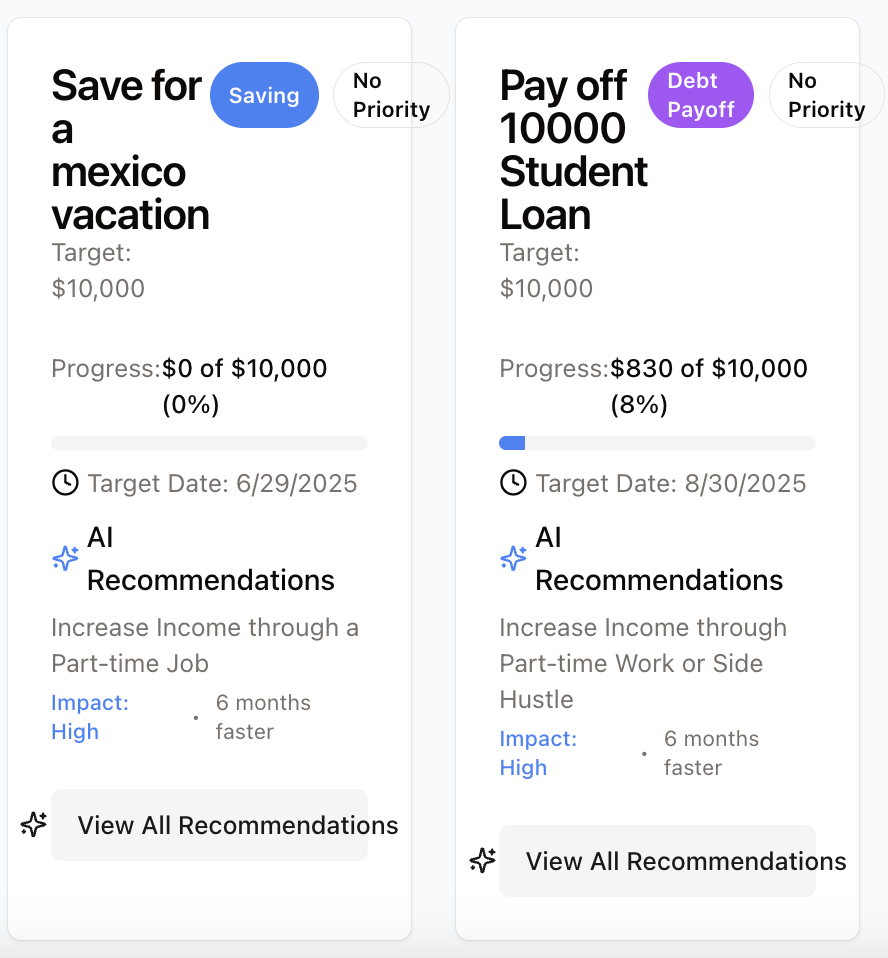 Save for
a
mexico
vacation
Saving
No
Priority
Target:
$10,000
Progress:$0 of $10,000
(0%)
Target Date: 6/29/2025
AI
Recommendations
Increase Income through a
Part-time Job
Impact:
High
•
6 months
faster
View All Recommendations
Pay off
10000
Student
Loan
Debt
Payoff
No
Priority
Target:
$10,000
Progress:$830 of $10,000
(8%)
Target Date: 8/30/2025
AI
Recommendations
Increase Income through
Part-time Work or Side
Hustle
Impact:
High
•
6 months
faster
View All Recommendations